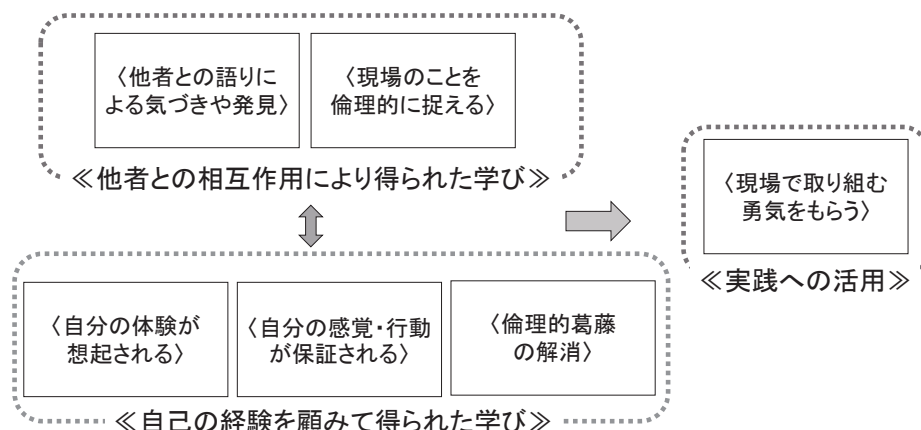 〈他者との語りに
よる気づきや発見〉
〈現場のことを
倫理的に捉える〉
≪他者との相互作用により得られた学び≫
〈現場で取り組む
勇気をもらう〉
≪実践への活用≫
〈自分の体験が
想起される〉
〈自分の感覚・行動
が保証される〉
〈倫理的葛藤
の解消〉
≪自己の経験を顧みて得られた学び≫